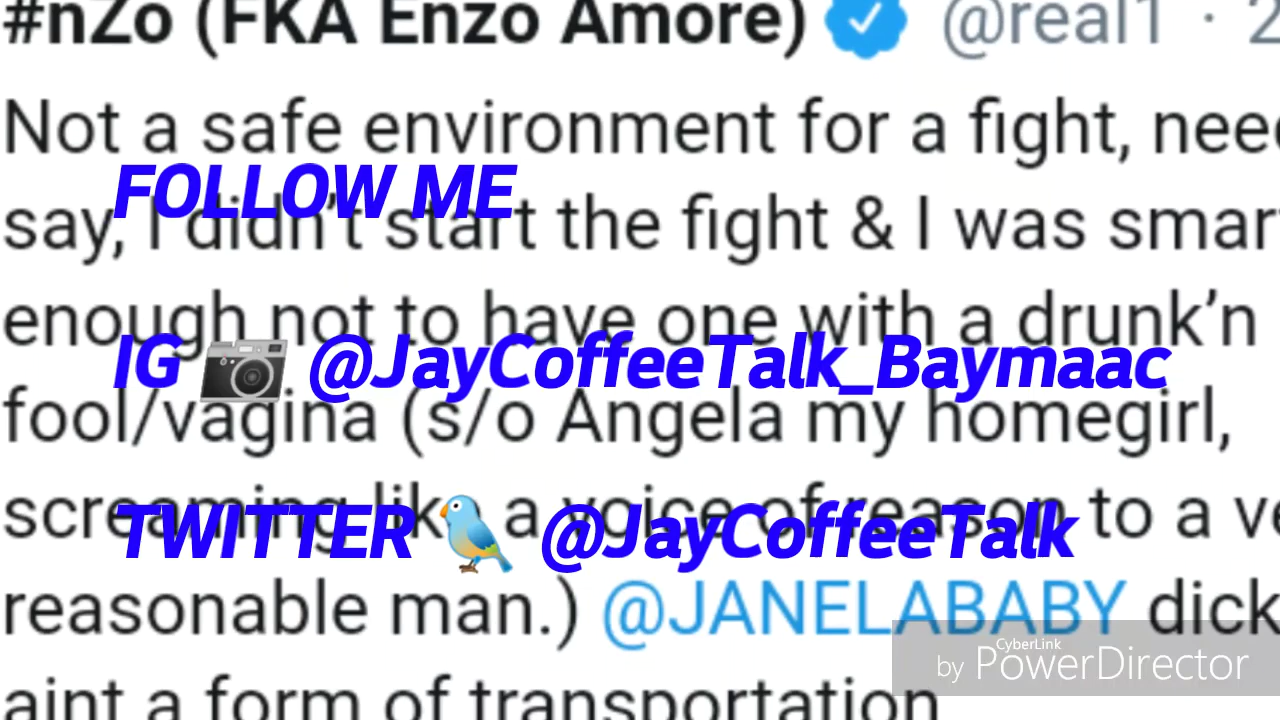 #nZo (FKA Enzo Amore) @real1 · 2
Not a safe environment for a fight,
FOLLOW ME
say, I didn't start the fight & I was
enough not to have one with a drunk'n
IG @JayCoffeeTalk_Baymaac
fool/vagina (s/o Angela my homegirl,
screaming like a voice of reason to a
TWITTER @JayCoffeeTalk
reasonable man.) @JANELABABY dick
aint a form of transportation
CyberLink
by PowerDirector